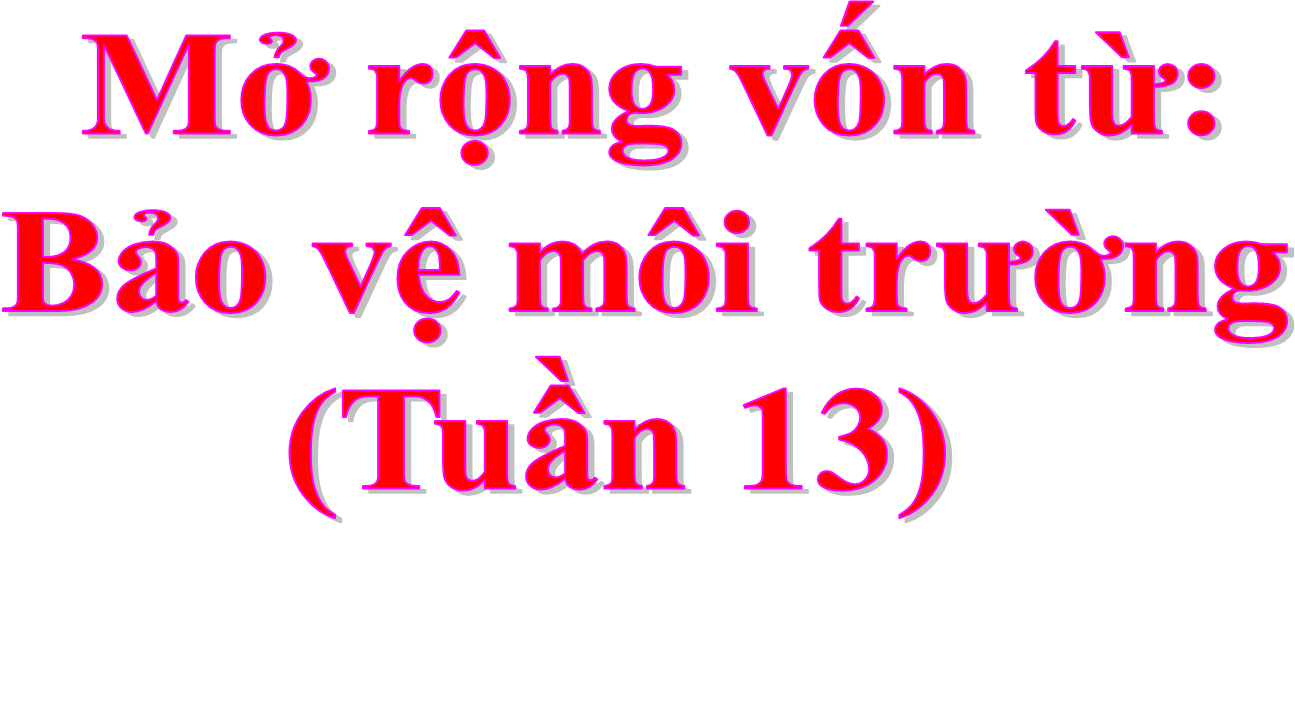 Mở rộng vốn từ:
Bảo vệ môi trường
(Tuần 13)